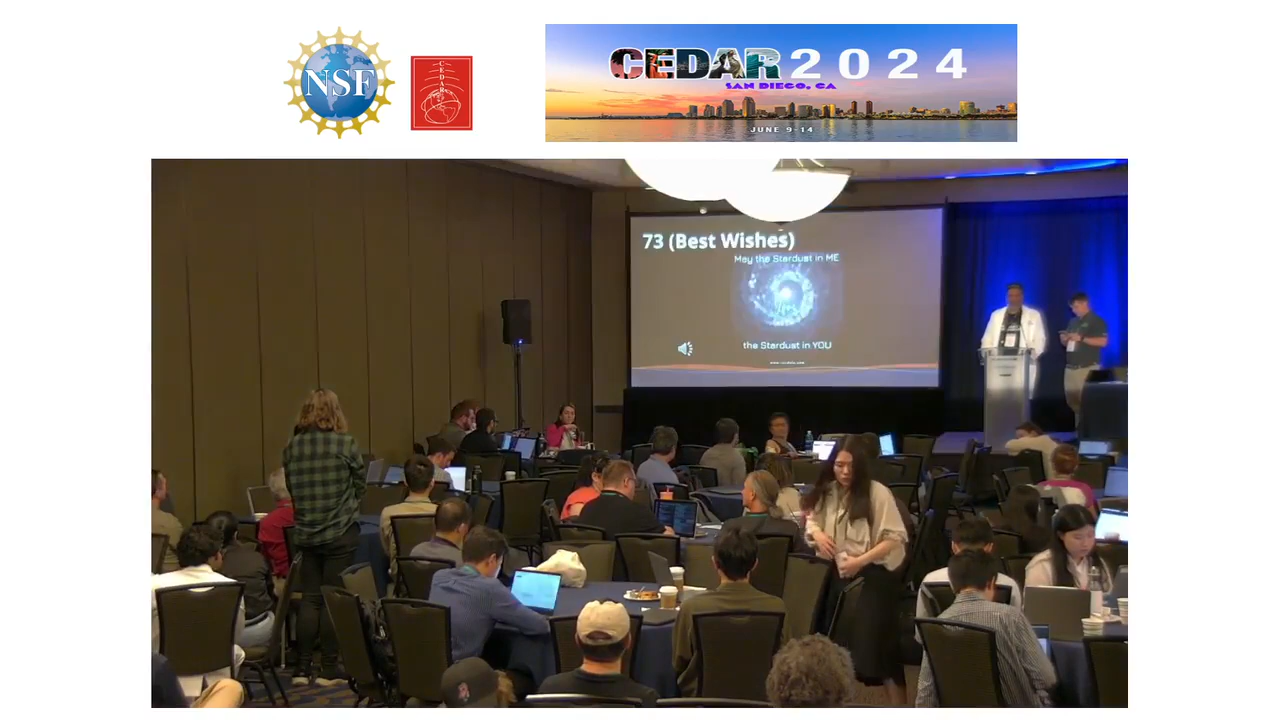 NSF
CEDAR
CEDAR 2024
SAN DIEGO, CA
JUNE 9-14
73 (Best Wishes)
May the Stardust in ME
the Stardust in YOU